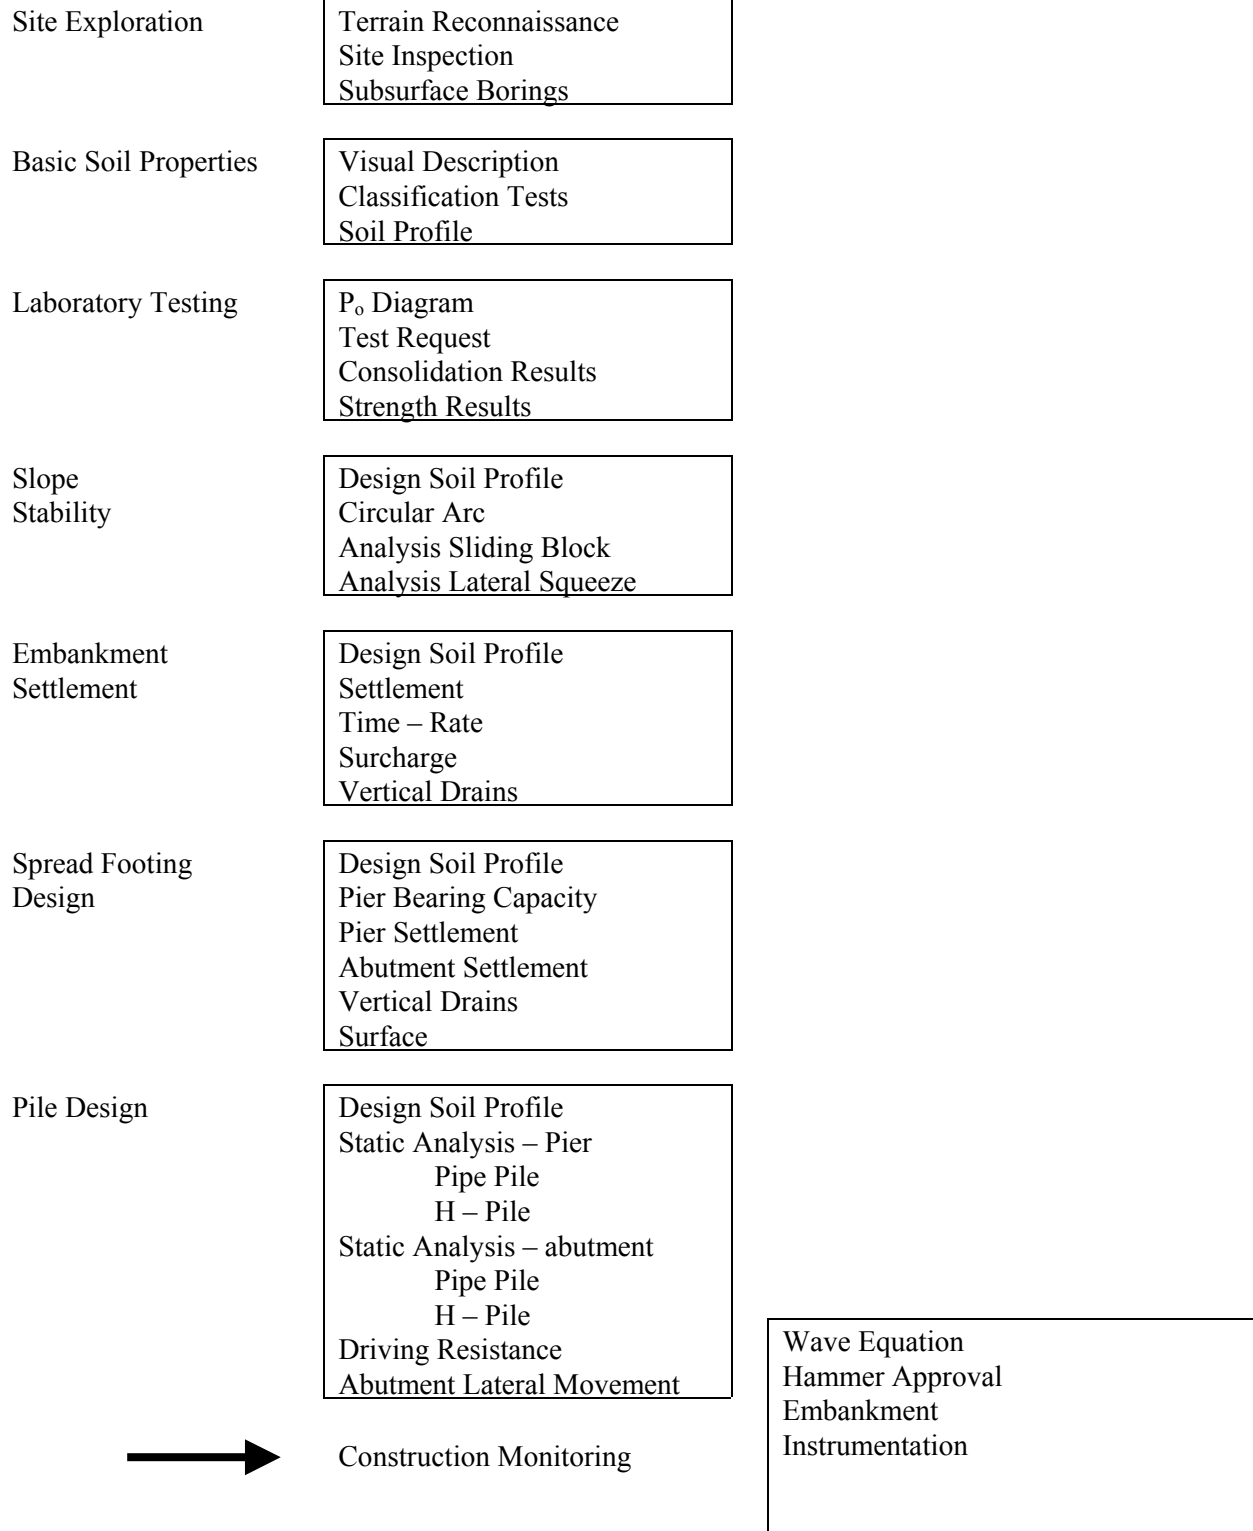 Site Exploration
Terrain Reconnaissance
Site Inspection
Subsurface Borings
Basic Soil Properties
Visual Description
Classification Tests
Soil Profile
Laboratory Testing
Pₒ Diagram
Test Request
Consolidation Results
Strength Results
Slope
Stability
Design Soil Profile
Circular Arc
Analysis Sliding Block
Analysis Lateral Squeeze
Embankment
Settlement
Design Soil Profile
Settlement
Time – Rate
Surcharge
Vertical Drains
Spread Footing
Design
Design Soil Profile
Pier Bearing Capacity
Pier Settlement
Abutment Settlement
Vertical Drains
Surface
Pile Design
Design Soil Profile
Static Analysis – Pier
Pipe Pile
H – Pile
Static Analysis – abutment
Pipe Pile
H – Pile
Driving Resistance
Abutment Lateral Movement
Construction Monitoring
Wave Equation
Hammer Approval
Embankment
Instrumentation